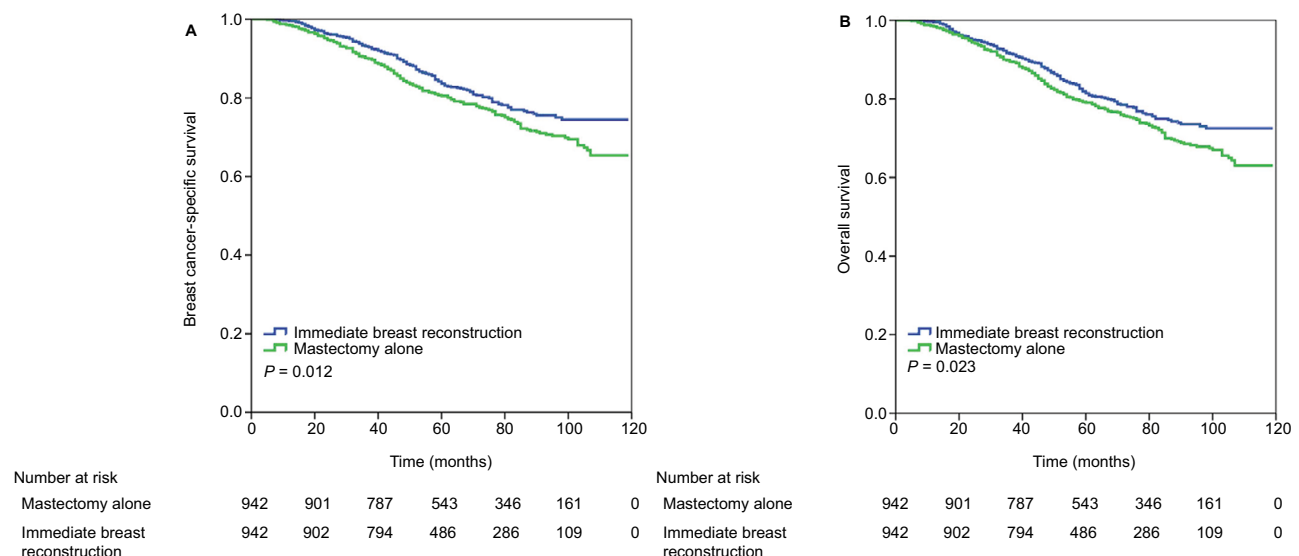 A
1.0
0.8
0.6
0.4
0.2
0.0
Breast cancer-specific survival
Immediate breast reconstruction
Mastectomy alone
P = 0.012
0 20 40 60 80 100 120
Time (months)
Number at risk
Mastectomy alone 942 901 787 543 346 161 0
Immediate breast 942 902 794 486 286 109 0
reconstruction
B
1.0
0.8
0.6
0.4
0.2
0.0
Overall survival
Immediate breast reconstruction
Mastectomy alone
P = 0.023
0 20 40 60 80 100 120
Time (months)
Number at risk
Mastectomy alone 942 901 787 543 346 161 0
Immediate breast 942 902 794 486 286 109 0
reconstruction